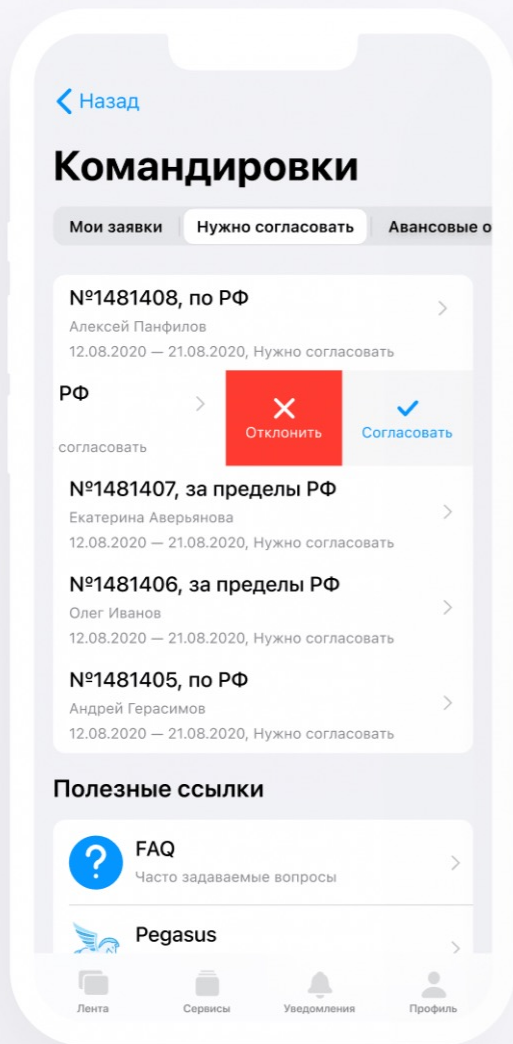 Назад
Командировки
Мои заявки Нужно согласовать Авансовые о
№1481408, по РФ
Алексей Панфилов
12.08.2020 — 21.08.2020, Нужно согласовать
РФ
согласовать
Отклонить
Согласовать
№1481407, за пределы РФ
Екатерина Аверьянова
12.08.2020 — 21.08.2020, Нужно согласовать
№1481406, за пределы РФ
Олег Иванов
12.08.2020 — 21.08.2020, Нужно согласовать
№1481405, по РФ
Андрей Герасимов
12.08.2020 — 21.08.2020, Нужно согласовать
Полезные ссылки
FAQ
Часто задаваемые вопросы
Pegasus
Лента Сервисы Уведомления Профиль